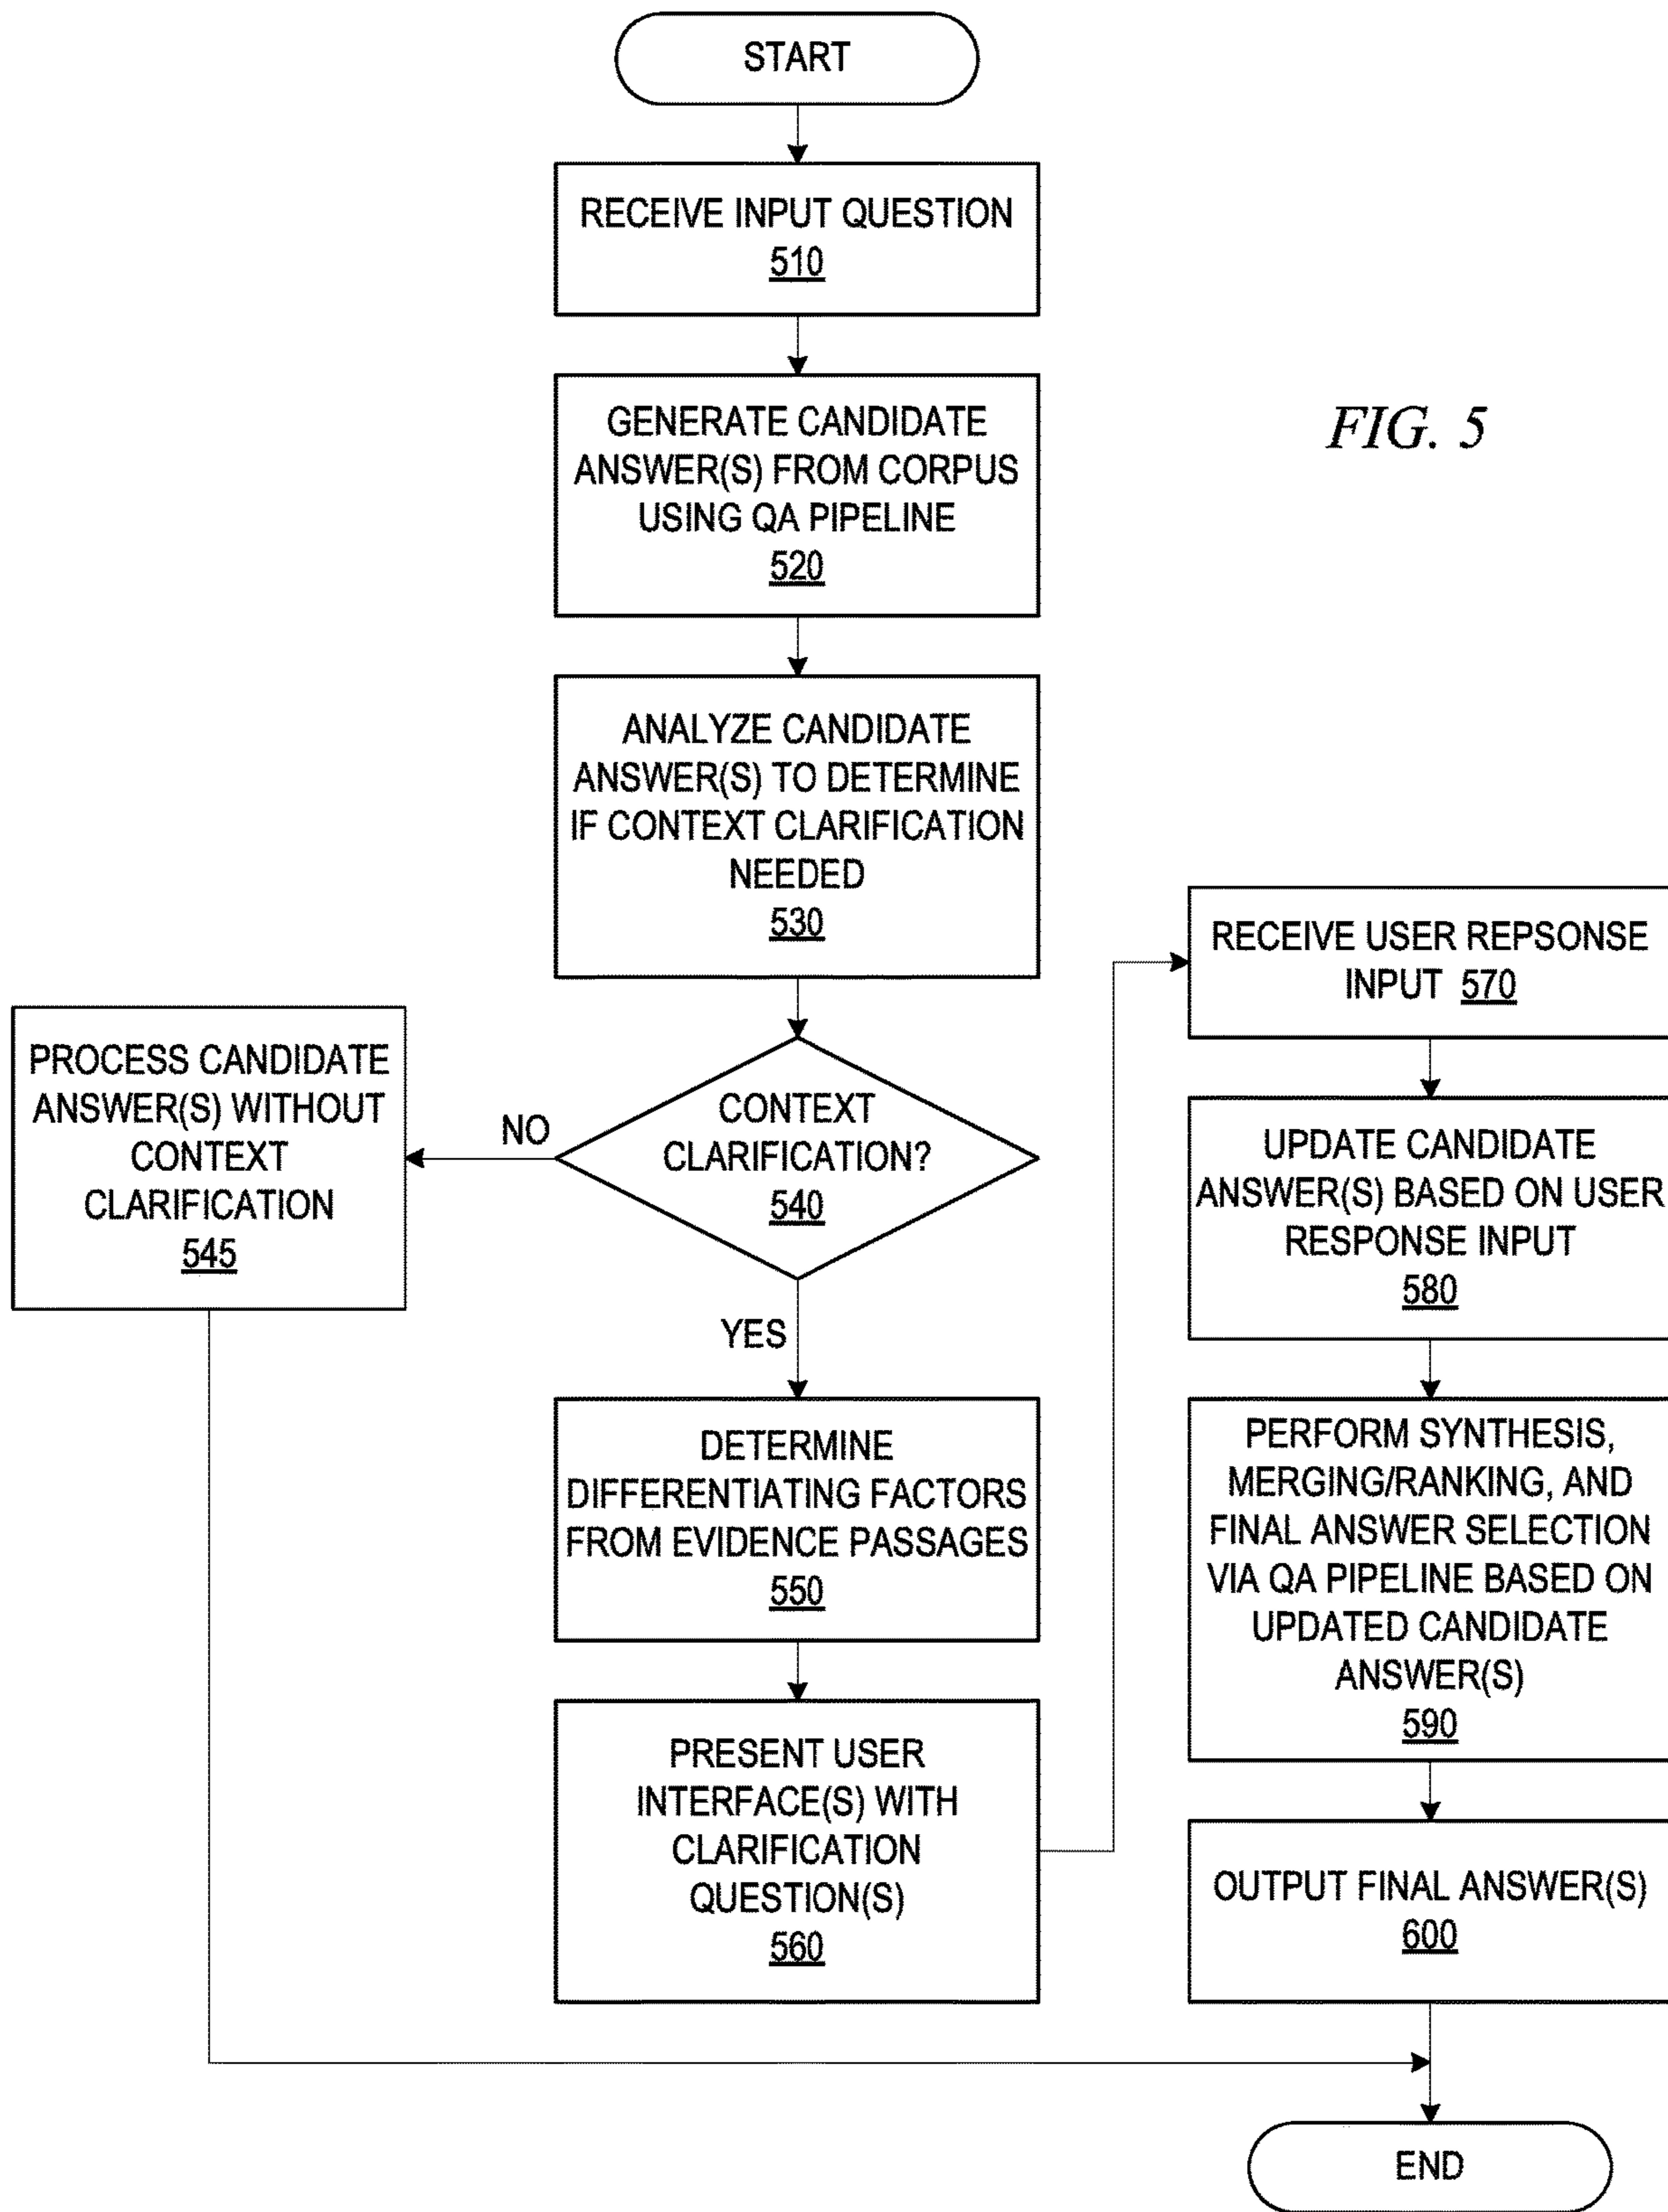 START
RECEIVE INPUT QUESTION
510
GENERATE CANDIDATE
ANSWER(S) FROM CORPUS
USING QA PIPELINE
520
FIG. 5
ANALYZE CANDIDATE
ANSWER(S) TO DETERMINE
IF CONTEXT CLARIFICATION
NEEDED
530
CONTEXT
CLARIFICATION?
540
NO
PROCESS CANDIDATE
ANSWER(S) WITHOUT
CONTEXT
CLARIFICATION
545
YES
DETERMINE
DIFFERENTIATING FACTORS
FROM EVIDENCE PASSAGES
550
PRESENT USER
INTERFACE(S) WITH
CLARIFICATION
QUESTION(S)
560
RECEIVE USER REPSONSE
INPUT 570
UPDATE CANDIDATE
ANSWER(S) BASED ON USER
RESPONSE INPUT
580
PERFORM SYNTHESIS,
MERGING/RANKING, AND
FINAL ANSWER SELECTION
VIA QA PIPELINE BASED ON
UPDATED CANDIDATE
ANSWER(S)
590
OUTPUT FINAL ANSWER(S)
600
END